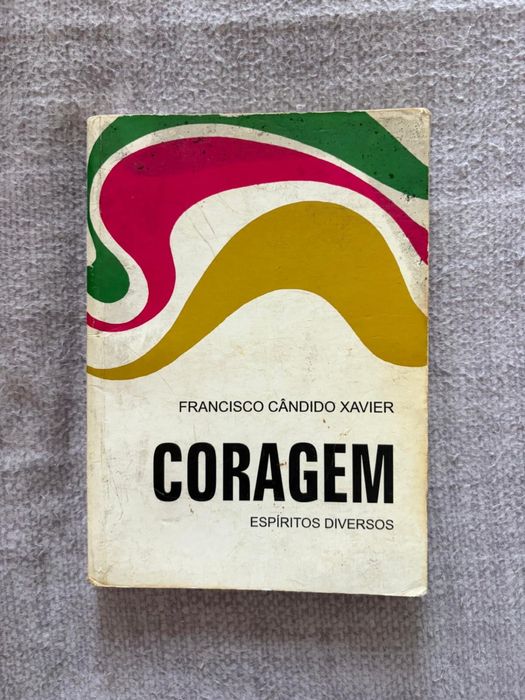 FRANCISCO CÂNDIDO XAVIER
CORAGEM
ESPÍRITOS DIVERSOS